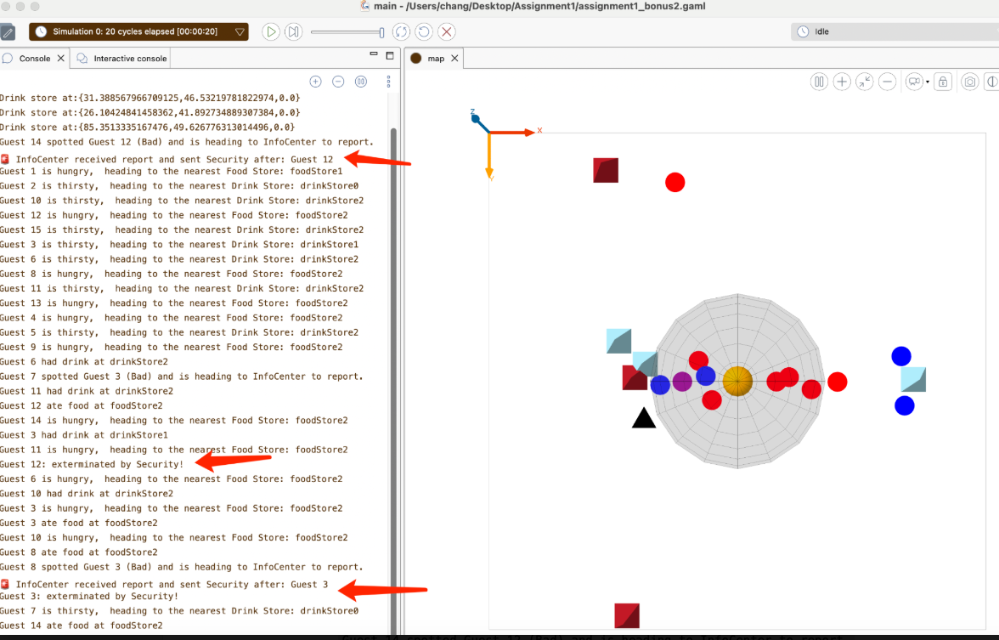 main - /Users/chang/Desktop/Assignment1/assignment1_bonus2.gaml
Simulation 0: 20 cycles elapsed [00:00:20]
Idle
Console
Interactive console
map
Drink store at:{31.388567966709125,46.53219781822974,0.0}
Drink store at:{26.10424841458362,41.892734889307384,0.0}
Drink store at:{85.3513335167476,49.626776313014496,0.0}
Guest 14 spotted Guest 12 (Bad) and is heading to InfoCenter to report.
🚨 InfoCenter received report and sent Security after: Guest 12
Guest 1 is hungry,  heading to the nearest Food Store: foodStore1
Guest 2 is thirsty,  heading to the nearest Drink Store: drinkStore0
Guest 10 is thirsty,  heading to the nearest Drink Store: drinkStore2
Guest 12 is hungry,  heading to the nearest Food Store: foodStore2
Guest 15 is thirsty,  heading to the nearest Drink Store: drinkStore2
Guest 3 is thirsty,  heading to the nearest Drink Store: drinkStore1
Guest 6 is thirsty,  heading to the nearest Drink Store: drinkStore2
Guest 8 is hungry,  heading to the nearest Food Store: foodStore2
Guest 11 is thirsty,  heading to the nearest Drink Store: drinkStore2
Guest 13 is hungry,  heading to the nearest Food Store: foodStore2
Guest 4 is hungry,  heading to the nearest Food Store: foodStore2
Guest 5 is thirsty,  heading to the nearest Drink Store: drinkStore2
Guest 9 is hungry,  heading to the nearest Food Store: foodStore2
Guest 6 had drink at drinkStore2
Guest 7 spotted Guest 3 (Bad) and is heading to InfoCenter to report.
Guest 11 had drink at drinkStore2
Guest 12 ate food at foodStore2
Guest 14 is hungry,  heading to the nearest Food Store: foodStore2
Guest 3 had drink at drinkStore1
Guest 11 is hungry,  heading to the nearest Food Store: foodStore2
Guest 12: exterminated by Security!
Guest 6 is hungry,  heading to the nearest Food Store: foodStore2
Guest 10 had drink at drinkStore2
Guest 3 is hungry,  heading to the nearest Food Store: foodStore2
Guest 3 ate food at foodStore2
Guest 10 is hungry,  heading to the nearest Food Store: foodStore2
Guest 8 ate food at foodStore2
Guest 8 spotted Guest 3 (Bad) and is heading to InfoCenter to report.
🚨 InfoCenter received report and sent Security after: Guest 3
Guest 3: exterminated by Security!
Guest 7 is thirsty,  heading to the nearest Drink Store: drinkStore0
Guest 14 ate food at foodStore2
Z
X
Y